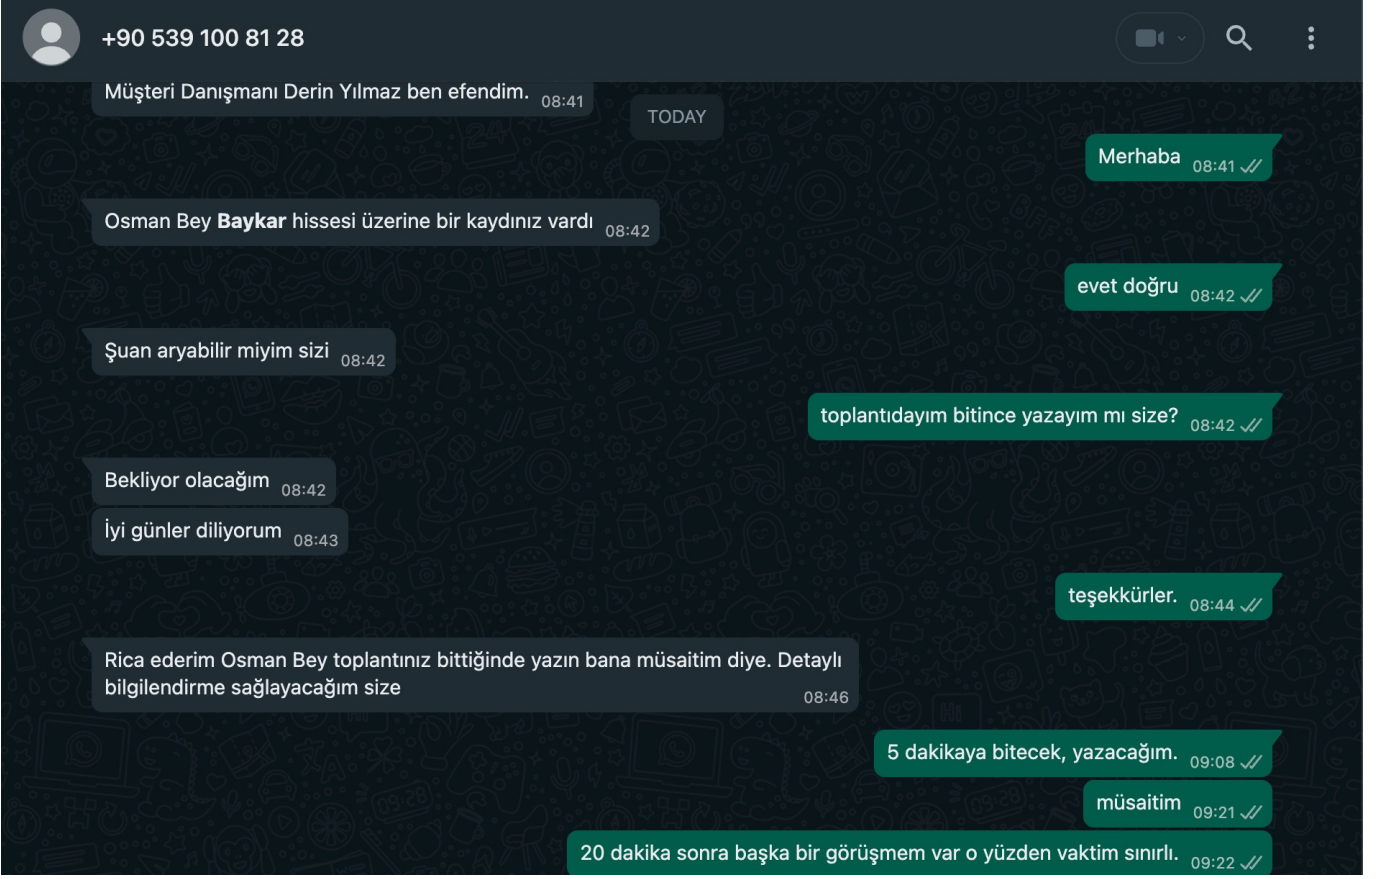 +90 539 100 81 28
Müşteri Danışmanı Derin Yılmaz ben efendim. 08:41
TODAY
Merhaba 08:41
Osman Bey Baykar hissesi üzerine bir kaydınız vardı 08:42
evet doğru 08:42
Şuan aryabilir miyim sizi 08:42
toplantıdayım bitince yazayım mı size? 08:42
Bekliyor olacağım 08:42
İyi günler diliyorum 08:43
teşekkürler. 08:44
Rica ederim Osman Bey toplantınız bittiğinde yazın bana müsaitim diye. Detaylı
bilgilendirme sağlayacağım size 08:46
5 dakikaya bitecek, yazacağım. 09:08
müsaitim 09:21
20 dakika sonra başka bir görüşmem var o yüzden vaktim sınırlı. 09:22